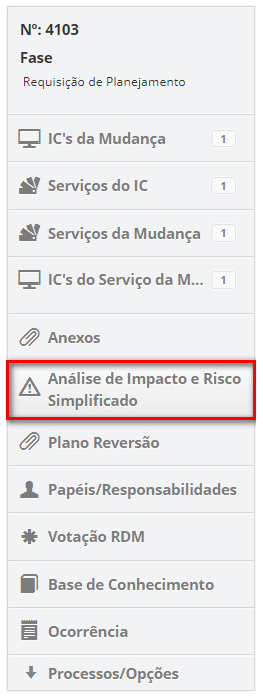 Nº: 4103
Fase
Requisição de Planejamento
IC's da Mudança 1
Serviços do IC 1
Serviços da Mudança 1
IC's do Serviço da M... 1
Anexos
Análise de Impacto e Risco
Simplificado
Plano Reversão
Papéis/Responsabilidades
Votação RDM
Base de Conhecimento
Ocorrência
Processos/Opções